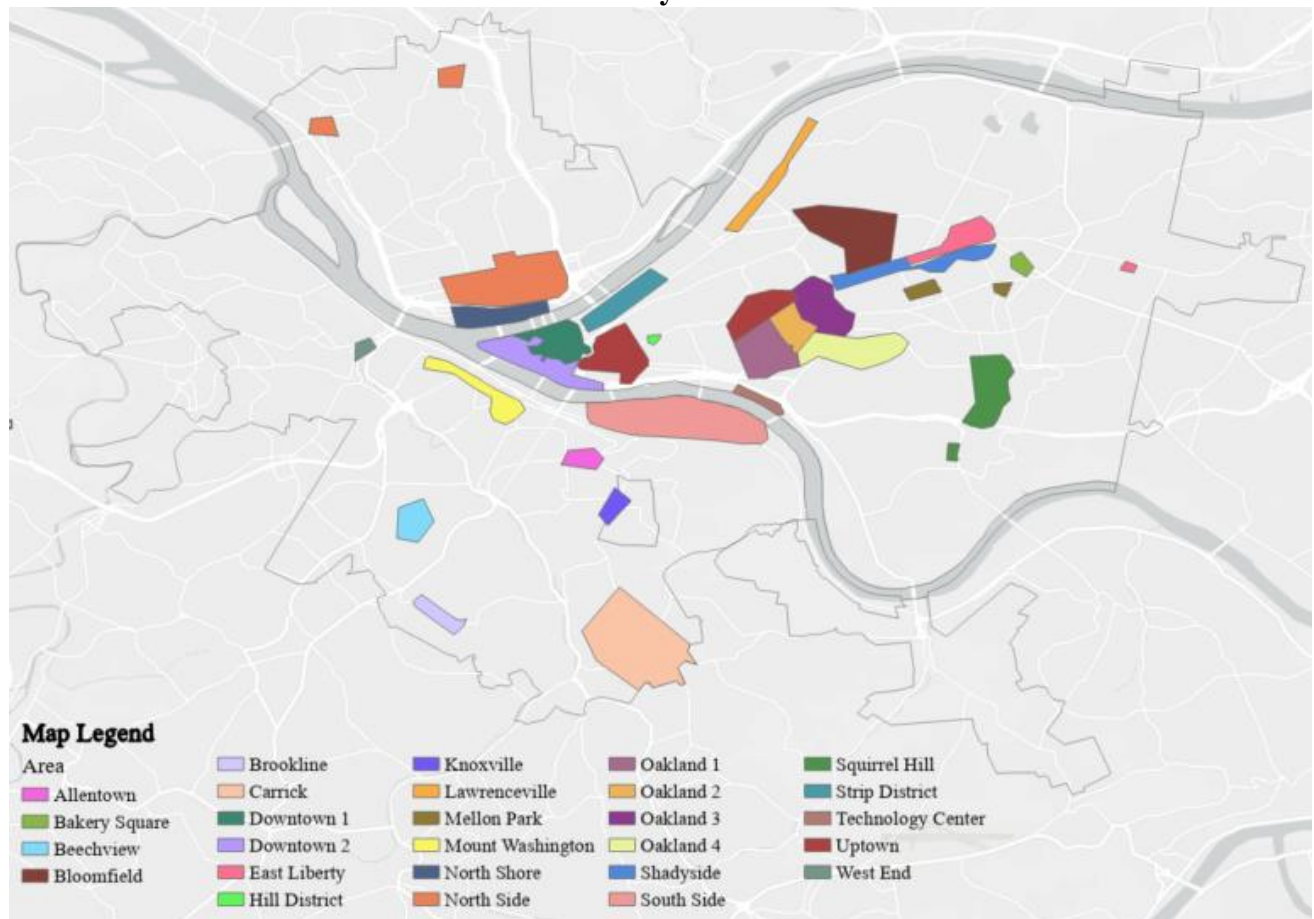 Map Legend
Area
Allentown
Bakery Square
Beechview
Bloomfield
Brookline
Carrick
Downtown 1
Downtown 2
East Liberty
Hill District
Knoxville
Lawrenceville
Mellon Park
Mount Washington
North Shore
North Side
Oakland 1
Oakland 2
Oakland 3
Oakland 4
Shadyside
South Side
Squirrel Hill
Strip District
Technology Center
Uptown
West End